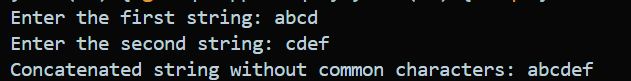 Enter the first string: abcd
Enter the second string: cdef
Concatenated string without common characters: abcdef